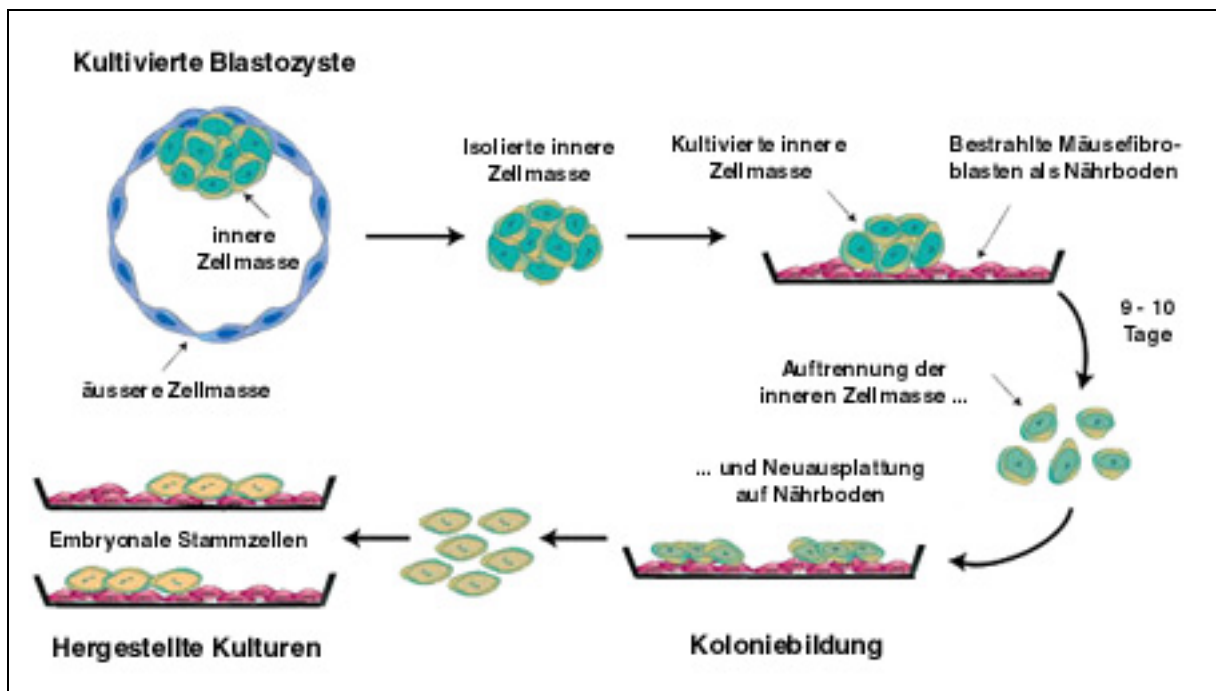 Kultivierte Blastozyste
innere
Zellmasse
äussere Zellmasse
Isolierte innere
Zellmasse
Kultivierte innere
Zellmasse
Bestrahlte Mäusefibro-
blasten als Nährboden
9 - 10
Tage
Auftrennung der
inneren Zellmasse ...
... und Neuausplattung
auf Nährboden
Koloniebildung
Embryonale Stammzellen
Hergestellte Kulturen